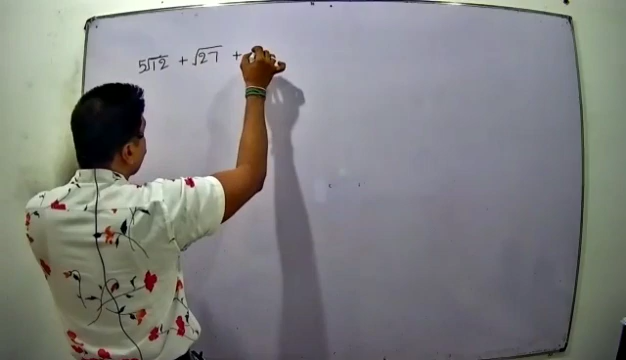 5√12 + √27 +